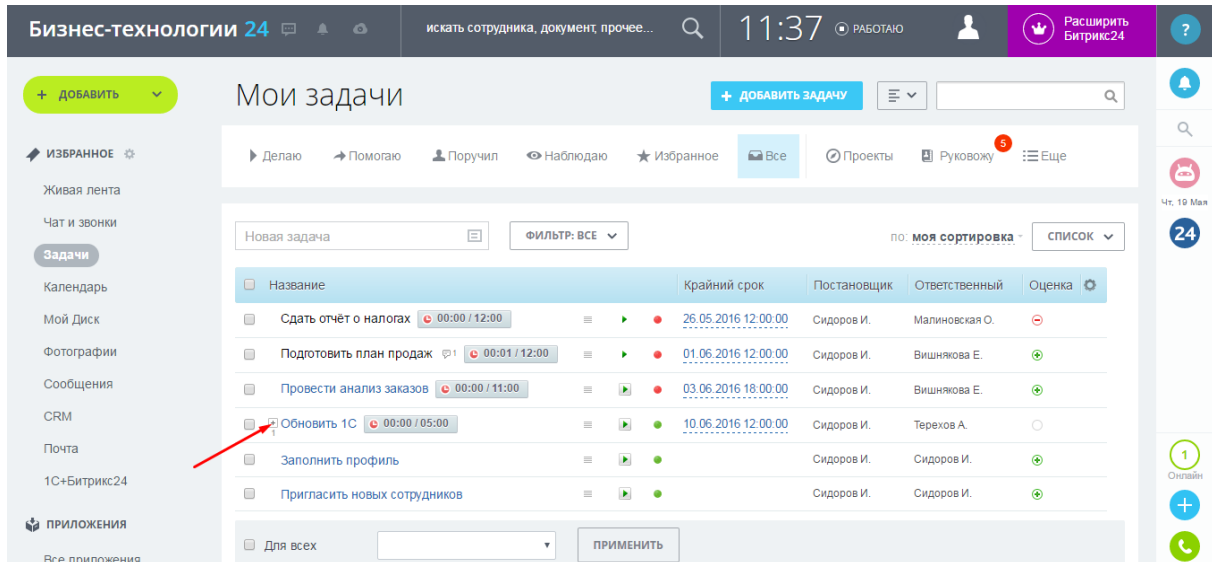 Бизнес-технологии 24
искать сотрудника, документ, прочее...
11:37 РАБОТАЮ
Расширить
Битрикс24
?
+ ДОБАВИТЬ
Мои задачи
+ ДОБАВИТЬ ЗАДАЧУ
ИЗБРАННОЕ
Живая лента
Чат и звонки
Задачи
Календарь
Мой Диск
Фотографии
Сообщения
CRM
Почта
1С+Битрикс24
ПРИЛОЖЕНИЯ
Все приложения
Делаю Помогаю Поручил Наблюдаю Избранное Все Проекты Руковожу 5 Еще
Новая задача ФИЛЬТР: ВСЕ по: моя сортировка СПИСОК
Название Крайний срок Постановщик Ответственный Оценка
Сдать отчёт о налогах 00:00 / 12:00 26.05.2016 12:00:00 Сидоров И. Малиновская О.
Подготовить план продаж 1 00:01 / 12:00 01.06.2016 12:00:00 Сидоров И. Вишнякова Е.
Провести анализ заказов 00:00 / 11:00 03.06.2016 18:00:00 Сидоров И. Вишнякова Е.
Обновить 1С 00:00 / 05:00 10.06.2016 12:00:00 Сидоров И. Терехов А.
1
Заполнить профиль Сидоров И. Сидоров И.
Пригласить новых сотрудников Сидоров И. Сидоров И.
Для всех ПРИМЕНИТЬ
Чт, 19 Мая
24
1
Онлайн